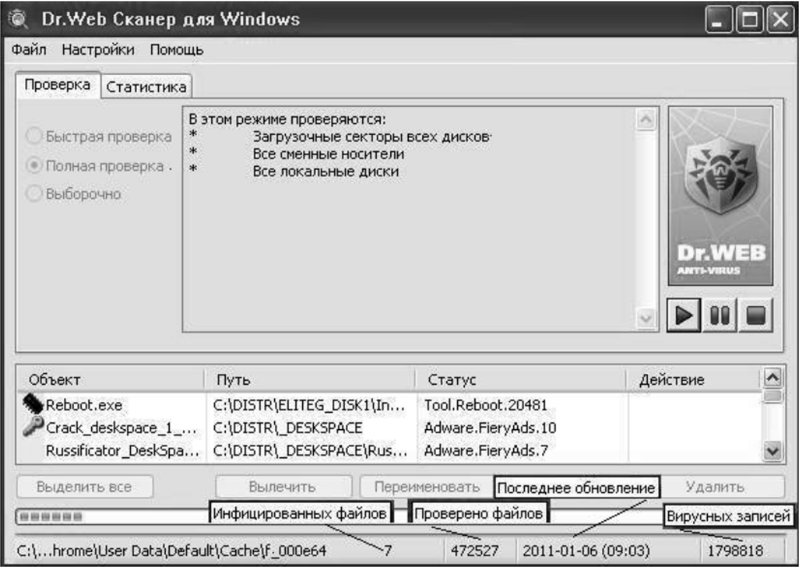 Dr.Web Сканер для Windows
Файл Настройки Помощь
Проверка Статистика
Быстрая проверка
Полная проверка
Выборочно
В этом режиме проверяются:
* Загрузочные секторы всех дисков
* Все сменные носители
* Все локальные диски
Dr.WEB
ANTI-VIRUS
Объект Путь Статус Действие
Reboot.exe C:\DISTR\ELITEG_DISK1\In... Tool.Reboot.20481
Crack_deskspace_1_... C:\DISTR\_DESKSPACE Adware.FieryAds.10
Russificator_DeskSpa... C:\DISTR\_DESKSPACE\Rus... Adware.FieryAds.7
Выделить все Вылечить Переименовать Последнее обновление Удалить
Инфицированных файлов Проверено файлов Вирусных записей
C:\...hrome\User Data\Default\Cache\f_000e64 7 472527 2011-01-06 (09:03) 1798818